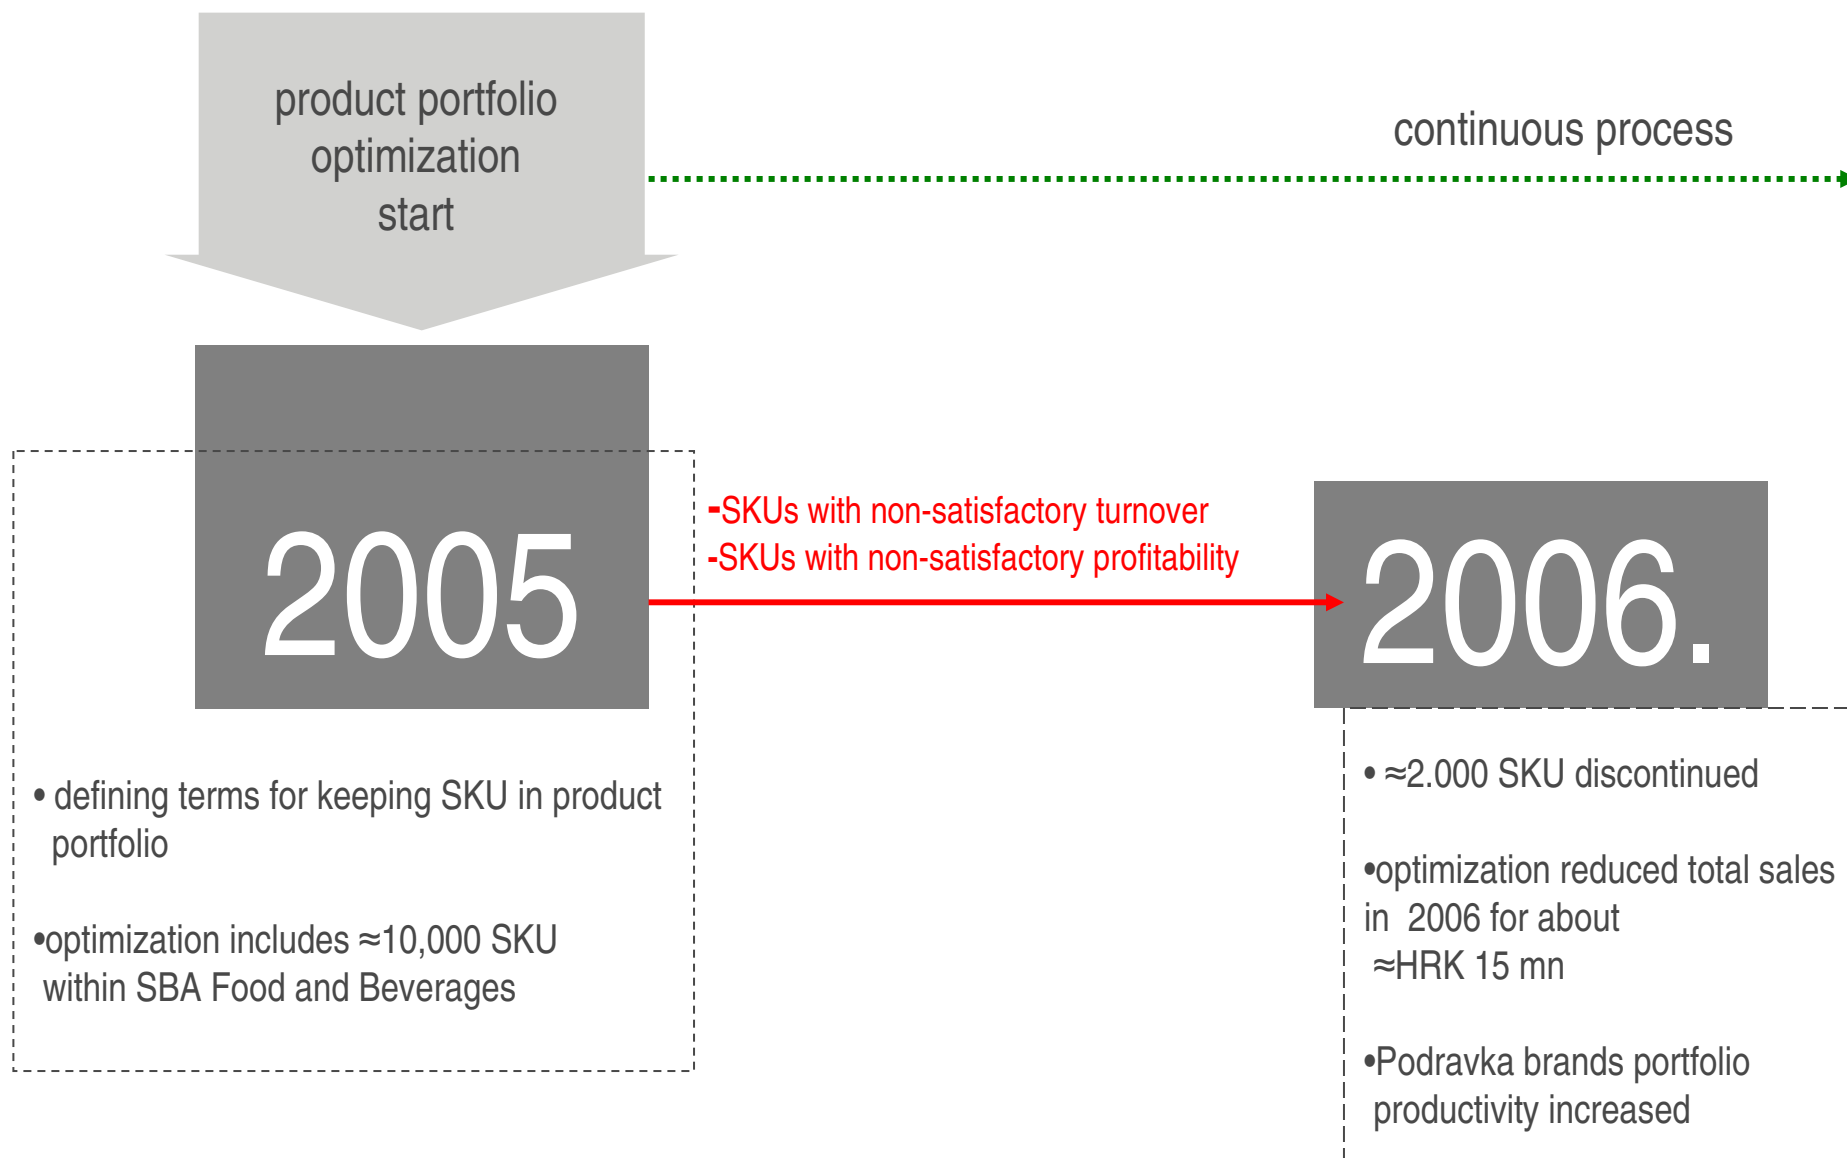 product portfolio
optimization
start
continuous process
2005
-SKUs with non-satisfactory turnover
-SKUs with non-satisfactory profitability
2006.
• defining terms for keeping SKU in product
portfolio
•optimization includes ≈10,000 SKU
within SBA Food and Beverages
• ≈2.000 SKU discontinued
•optimization reduced total sales
in 2006 for about
≈HRK 15 mn
•Podravka brands portfolio
productivity increased